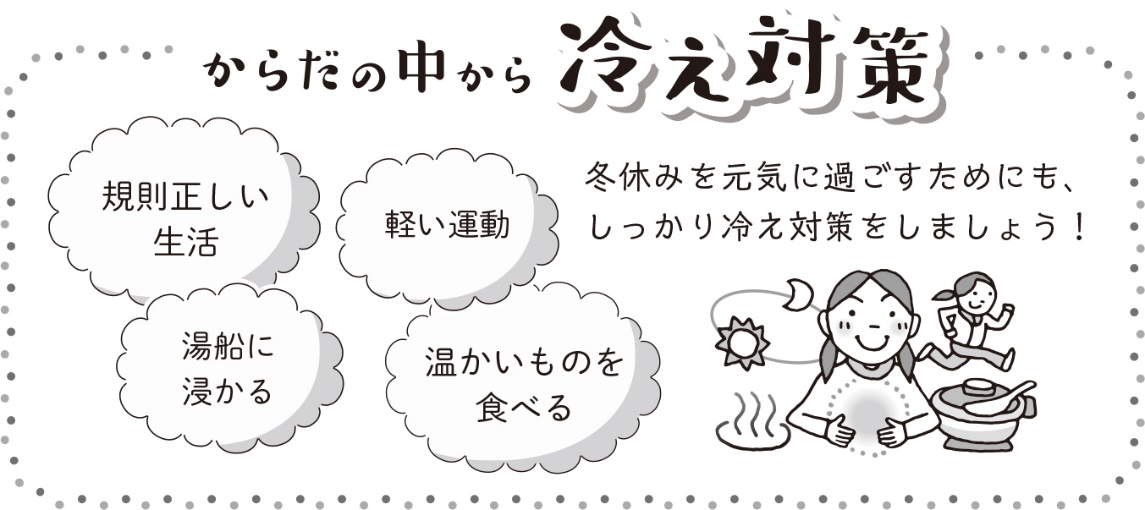 からだの中から 冷え対策
規則正しい
生活
軽い運動
冬休みを元気に過ごすためにも、
しっかり冷え対策をしましょう！
湯船に
浸かる
温かいものを
食べる